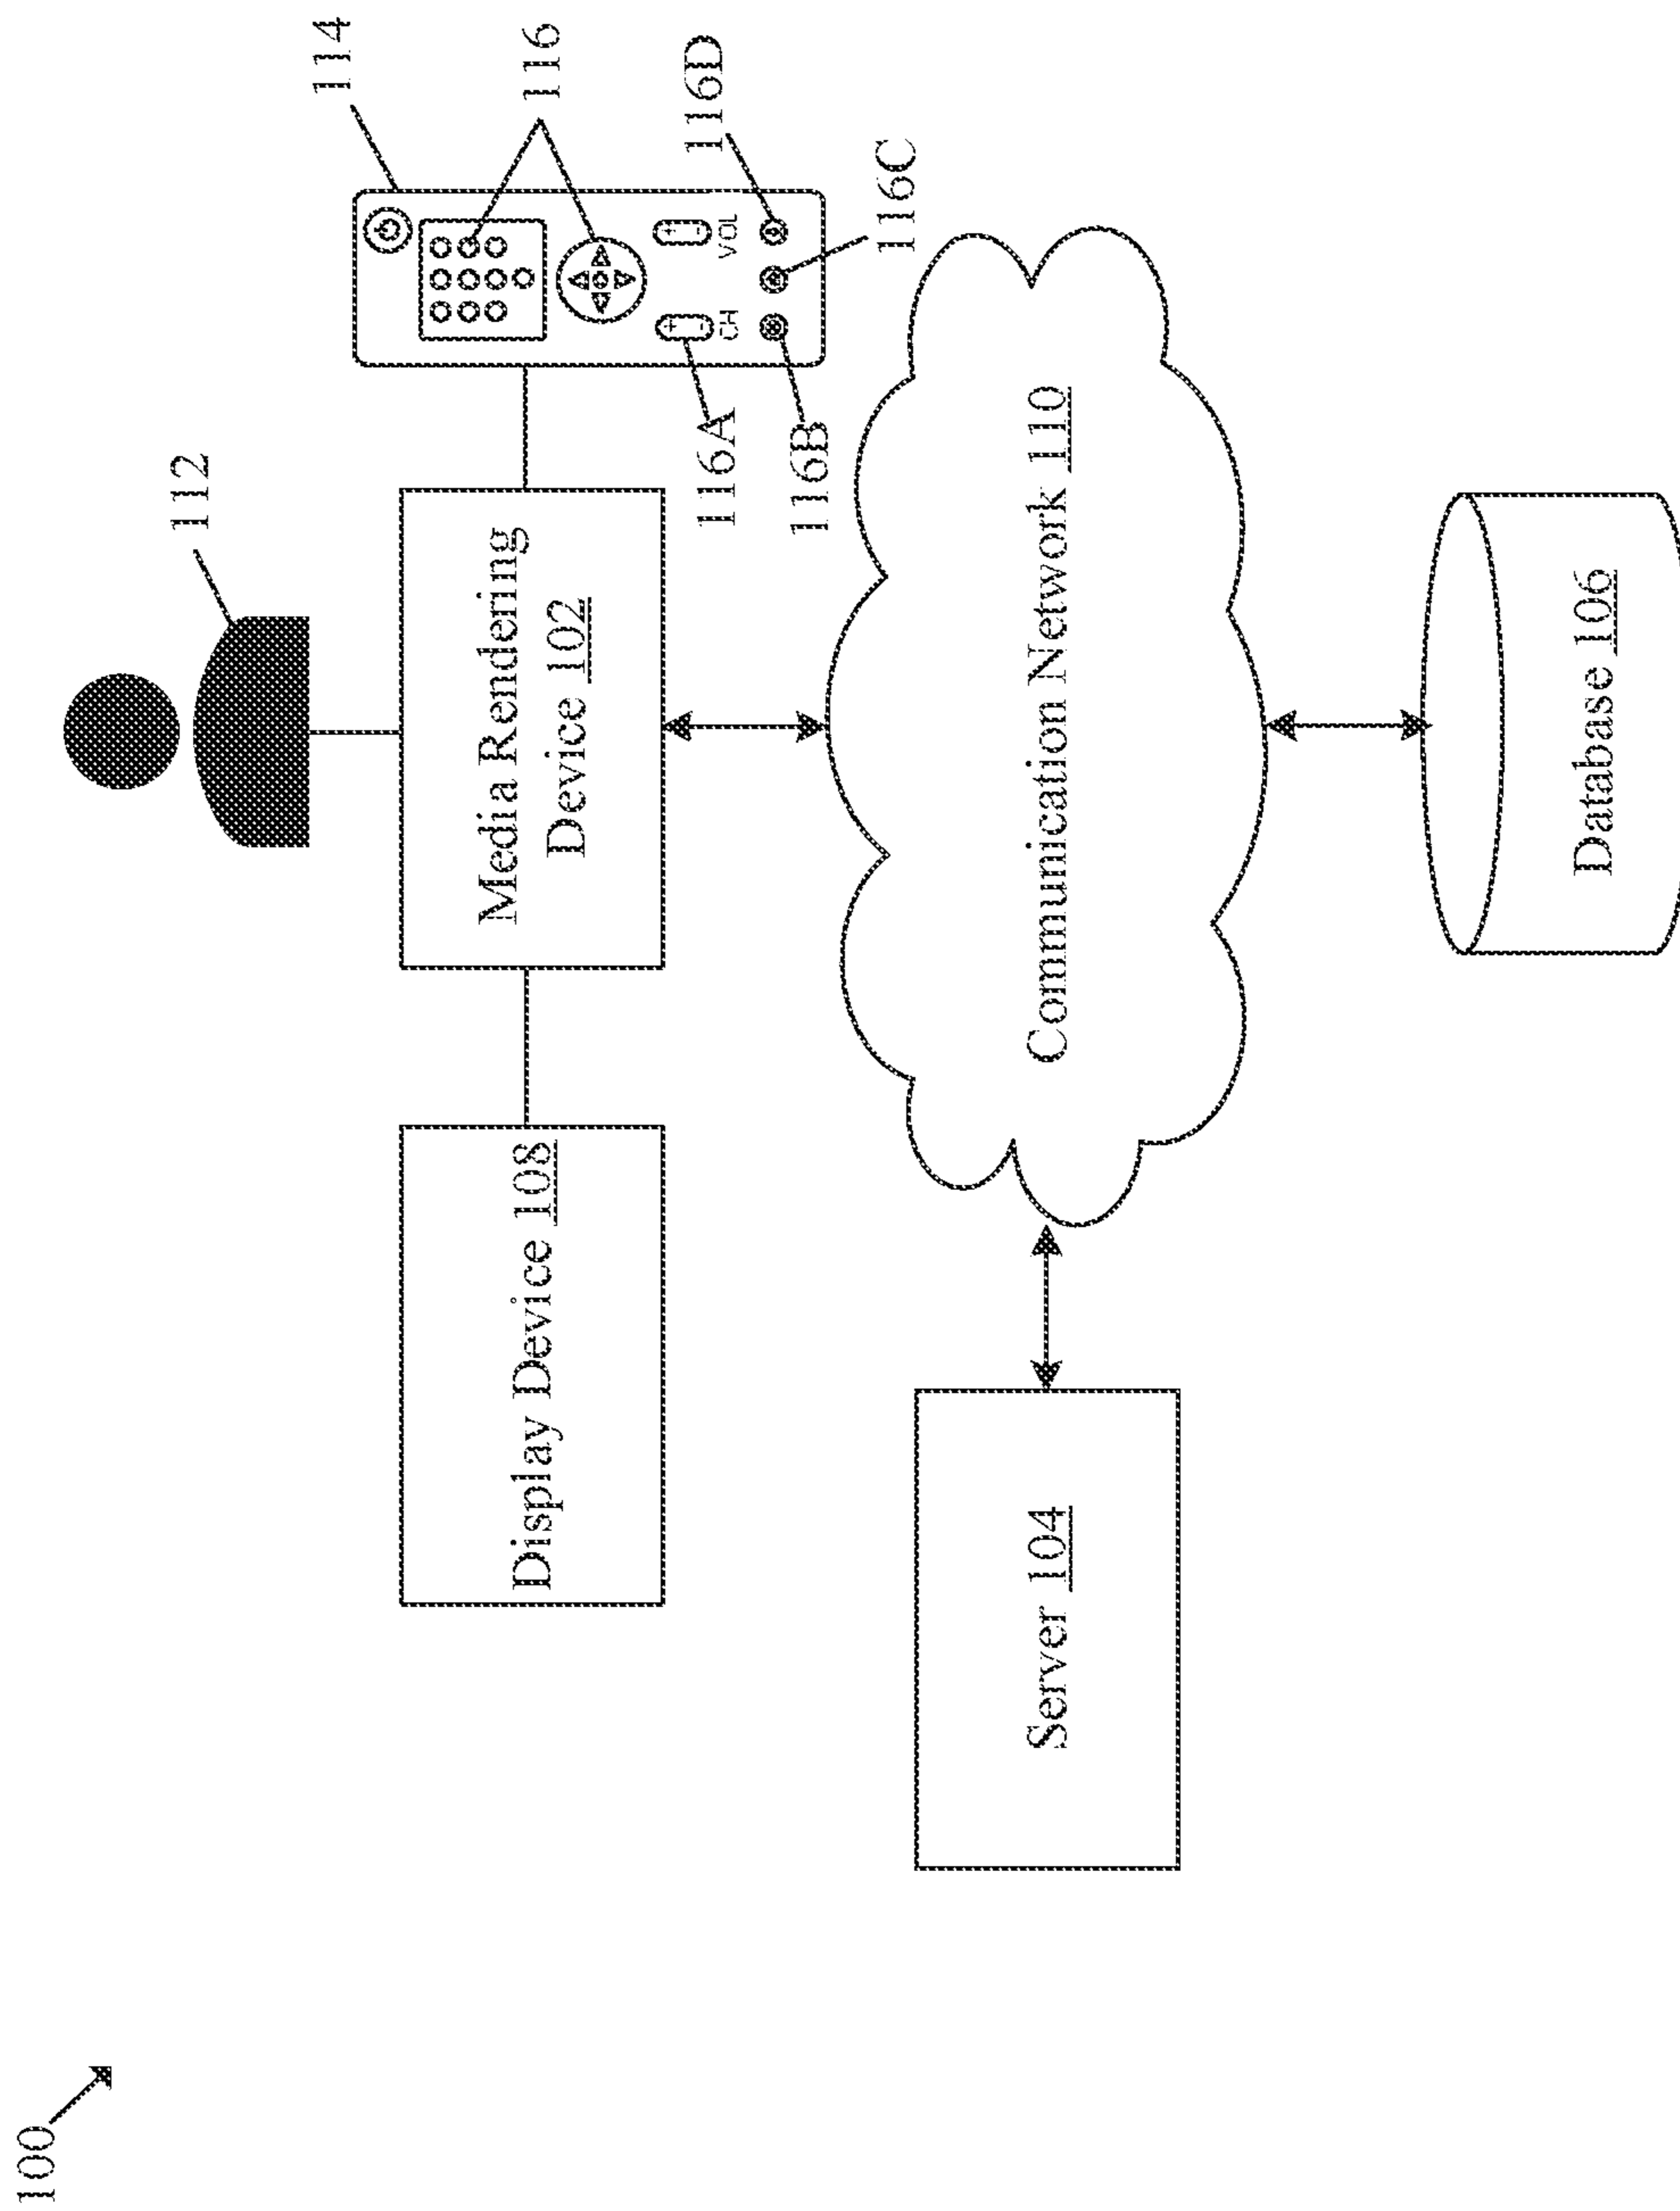 100
112
114
116
Display Device 108
Media Rendering
Device 102
CH
VOL
116A
116B
116D
116C
Server 104
Communication Network 110
Database 106